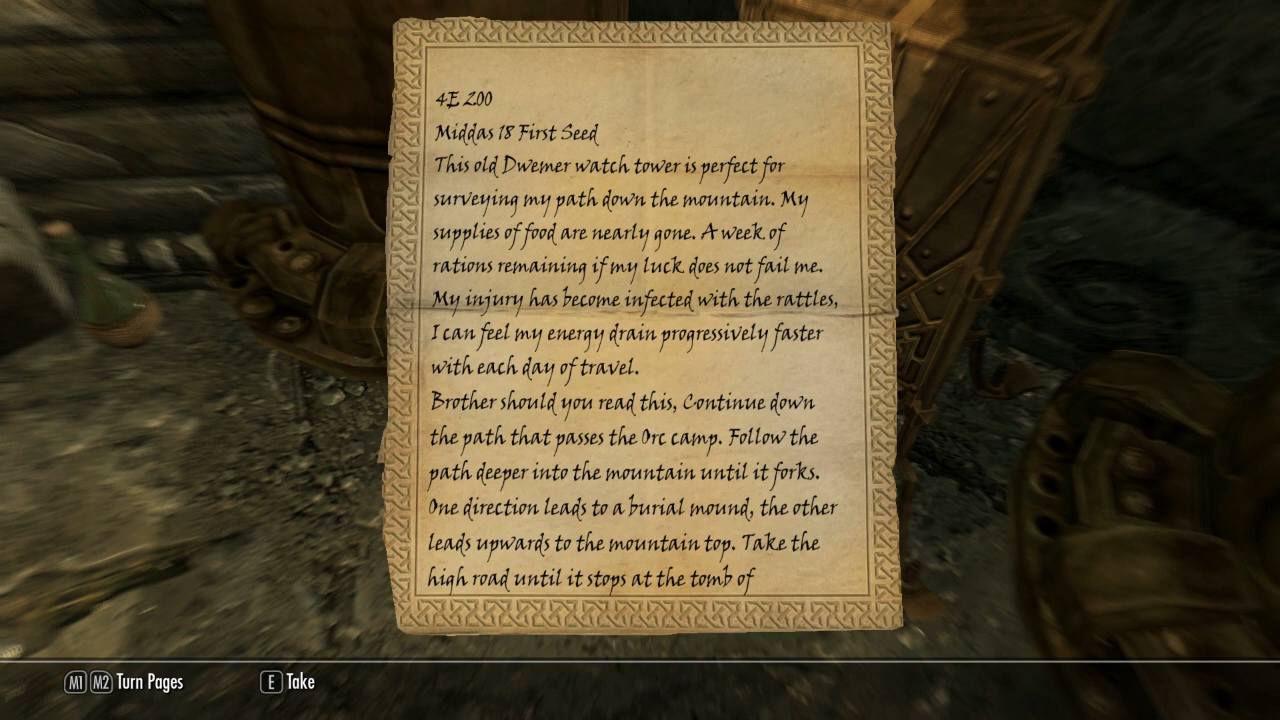 4E 200
Middas 18 First Seed
This old Dwemer watch tower is perfect for
surveying my path down the mountain. My
supplies of food are nearly gone. A week of
rations remaining if my luck does not fail me.
My injury has become infected with the rattles,
I can feel my energy drain progressively faster
with each day of travel.
Brother should you read this, Continue down
the path that passes the Orc camp. Follow the
path deeper into the mountain until it forks.
One direction leads to a burial mound, the other
leads upwards to the mountain top. Take the
high road until it stops at the tomb of
M1 M2 Turn Pages E Take